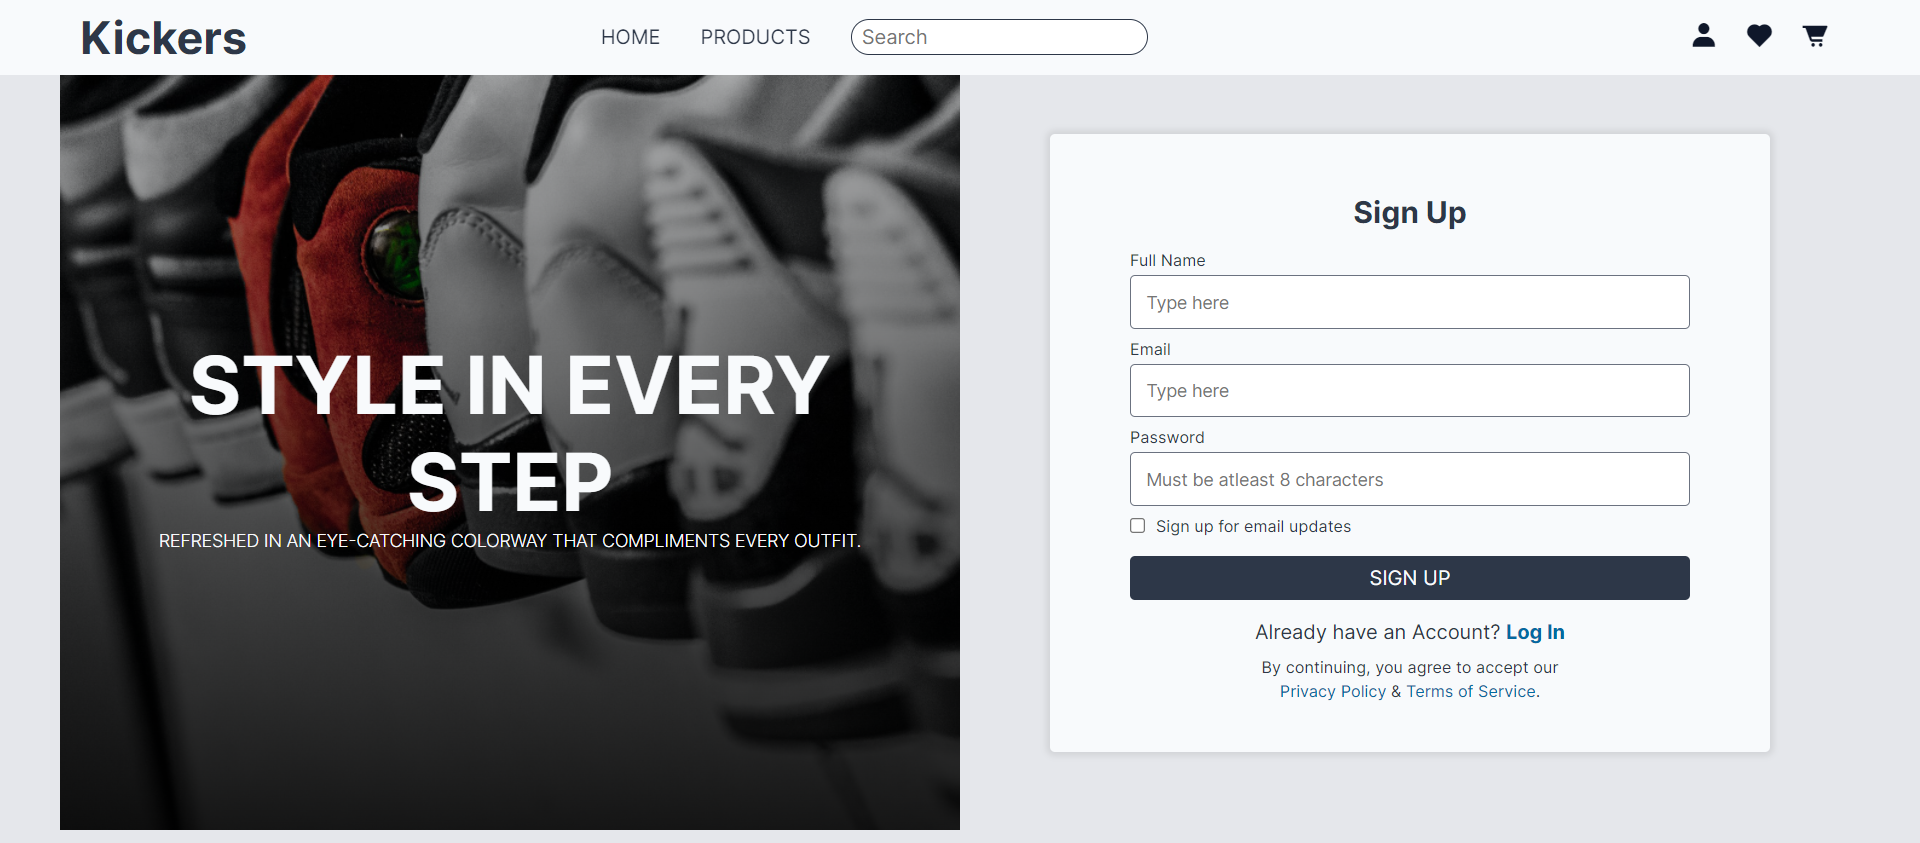 Kickers
HOME
PRODUCTS
Search
STYLE IN EVERY
STEP
REFRESHED IN AN EYE-CATCHING COLORWAY THAT COMPLIMENTS EVERY OUTFIT.
Sign Up
Full Name
Type here
Email
Type here
Password
Must be atleast 8 characters
Sign up for email updates
SIGN UP
Already have an Account? Log In
By continuing, you agree to accept our
Privacy Policy & Terms of Service.